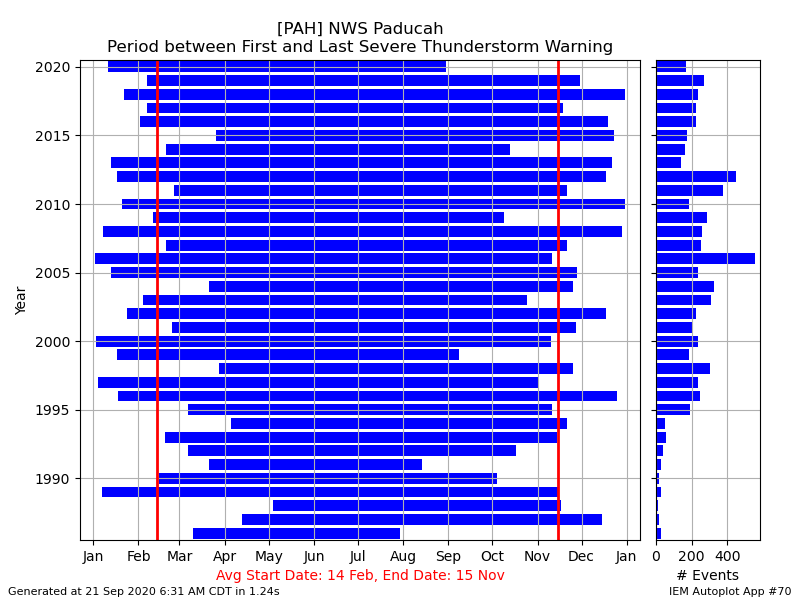 [PAH] NWS Paducah
Period between First and Last Severe Thunderstorm Warning
2020
2015
2010
2005
2000
1995
1990
Year
Jan Feb Mar Apr May Jun Jul Aug Sep Oct Nov Dec Jan
0 200 400
Avg Start Date: 14 Feb, End Date: 15 Nov
# Events
Generated at 21 Sep 2020 6:31 AM CDT in 1.24s
IEM Autoplot App #70